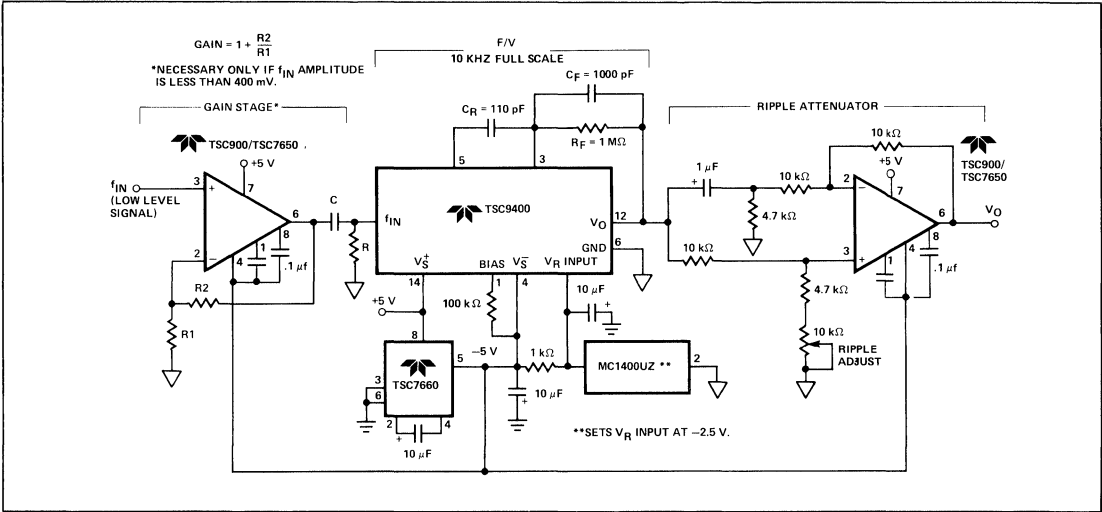 GAIN = 1 + R2/R1
*NECESSARY ONLY IF fIN AMPLITUDE
IS LESS THAN 400 mV.
GAIN STAGE*
TSC900/TSC7650
+5 V
7
fIN
(LOW LEVEL
SIGNAL)
3
+
2
−
6
8
1
4
.1 μf
R2
R1
C
R
F/V
10 KHZ FULL SCALE
CF = 1000 pF
CR = 110 pF
RF = 1 MΩ
5
3
TSC9400
fIN
VO
12
GND
6
VS+
BIAS
VS−
VR INPUT
14
1
4
+5 V
100 kΩ
10 μF
+
8
TSC7660
5
3
6
2
4
+
10 μF
−5 V
1 kΩ
10 μF
+
MC1400UZ **
2
**SETS VR INPUT AT −2.5 V.
RIPPLE ATTENUATOR
1 μF
+
10 kΩ
4.7 kΩ
10 kΩ
10 kΩ
+5 V
7
TSC900/
TSC7650
2
−
3
+
6
8
1
4
.1 μf
VO
4.7 kΩ
10 kΩ
RIPPLE
ADJUST